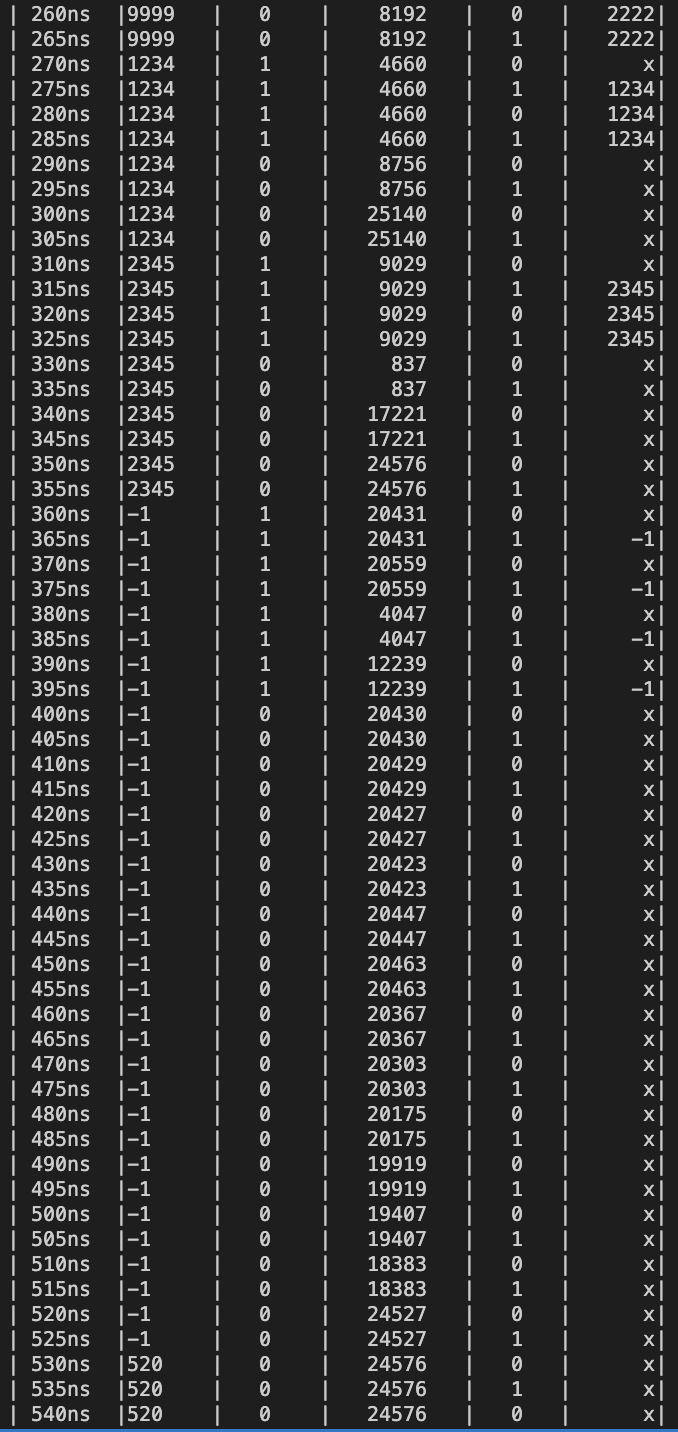 | 260ns |9999 | 0 | 8192 | 0 | 2222|
| 265ns |9999 | 0 | 8192 | 1 | 2222|
| 270ns |1234 | 1 | 4660 | 0 | x|
| 275ns |1234 | 1 | 4660 | 1 | 1234|
| 280ns |1234 | 1 | 4660 | 0 | 1234|
| 285ns |1234 | 1 | 4660 | 1 | 1234|
| 290ns |1234 | 0 | 8756 | 0 | x|
| 295ns |1234 | 0 | 8756 | 1 | x|
| 300ns |1234 | 0 | 25140 | 0 | x|
| 305ns |1234 | 0 | 25140 | 1 | x|
| 310ns |2345 | 1 | 9029 | 0 | x|
| 315ns |2345 | 1 | 9029 | 1 | 2345|
| 320ns |2345 | 1 | 9029 | 0 | 2345|
| 325ns |2345 | 1 | 9029 | 1 | 2345|
| 330ns |2345 | 0 | 837 | 0 | x|
| 335ns |2345 | 0 | 837 | 1 | x|
| 340ns |2345 | 0 | 17221 | 0 | x|
| 345ns |2345 | 0 | 17221 | 1 | x|
| 350ns |2345 | 0 | 24576 | 0 | x|
| 355ns |2345 | 0 | 24576 | 1 | x|
| 360ns |-1 | 1 | 20431 | 0 | x|
| 365ns |-1 | 1 | 20431 | 1 | -1|
| 370ns |-1 | 1 | 20559 | 0 | x|
| 375ns |-1 | 1 | 20559 | 1 | -1|
| 380ns |-1 | 1 | 4047 | 0 | x|
| 385ns |-1 | 1 | 4047 | 1 | -1|
| 390ns |-1 | 1 | 12239 | 0 | x|
| 395ns |-1 | 1 | 12239 | 1 | -1|
| 400ns |-1 | 0 | 20430 | 0 | x|
| 405ns |-1 | 0 | 20430 | 1 | x|
| 410ns |-1 | 0 | 20429 | 0 | x|
| 415ns |-1 | 0 | 20429 | 1 | x|
| 420ns |-1 | 0 | 20427 | 0 | x|
| 425ns |-1 | 0 | 20427 | 1 | x|
| 430ns |-1 | 0 | 20423 | 0 | x|
| 435ns |-1 | 0 | 20423 | 1 | x|
| 440ns |-1 | 0 | 20447 | 0 | x|
| 445ns |-1 | 0 | 20447 | 1 | x|
| 450ns |-1 | 0 | 20463 | 0 | x|
| 455ns |-1 | 0 | 20463 | 1 | x|
| 460ns |-1 | 0 | 20367 | 0 | x|
| 465ns |-1 | 0 | 20367 | 1 | x|
| 470ns |-1 | 0 | 20303 | 0 | x|
| 475ns |-1 | 0 | 20303 | 1 | x|
| 480ns |-1 | 0 | 20175 | 0 | x|
| 485ns |-1 | 0 | 20175 | 1 | x|
| 490ns |-1 | 0 | 19919 | 0 | x|
| 495ns |-1 | 0 | 19919 | 1 | x|
| 500ns |-1 | 0 | 19407 | 0 | x|
| 505ns |-1 | 0 | 19407 | 1 | x|
| 510ns |-1 | 0 | 18383 | 0 | x|
| 515ns |-1 | 0 | 18383 | 1 | x|
| 520ns |-1 | 0 | 24527 | 0 | x|
| 525ns |-1 | 0 | 24527 | 1 | x|
| 530ns |520 | 0 | 24576 | 0 | x|
| 535ns |520 | 0 | 24576 | 1 | x|
| 540ns |520 | 0 | 24576 | 0 | x|